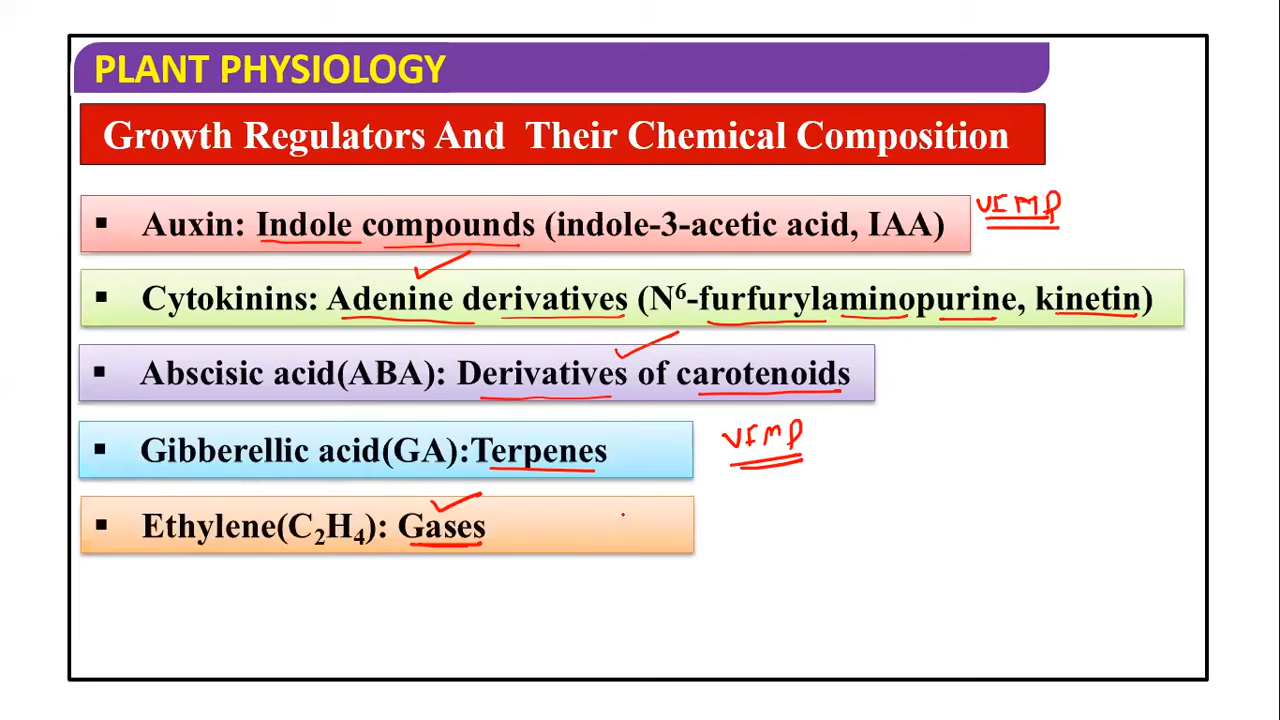 PLANT PHYSIOLOGY
Growth Regulators And Their Chemical Composition
▪ Auxin: Indole compounds (indole-3-acetic acid, IAA)
VIMP
▪ Cytokinins: Adenine derivatives (N⁶-furfurylaminopurine, kinetin)
▪ Abscisic acid(ABA): Derivatives of carotenoids
▪ Gibberellic acid(GA):Terpenes
VIMP
▪ Ethylene(C₂H₄): Gases